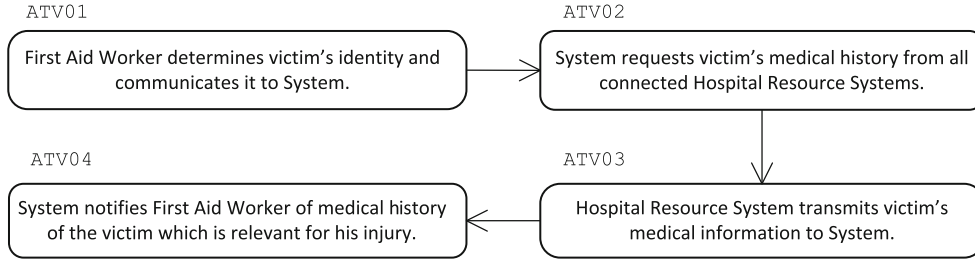 ATV01
First Aid Worker determines victim’s identity and
communicates it to System.
ATV02
System requests victim’s medical history from all
connected Hospital Resource Systems.
ATV03
Hospital Resource System transmits victim’s
medical information to System.
ATV04
System notifies First Aid Worker of medical history
of the victim which is relevant for his injury.